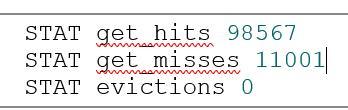 STAT get_hits 98567
STAT get_misses 11001
STAT evictions 0